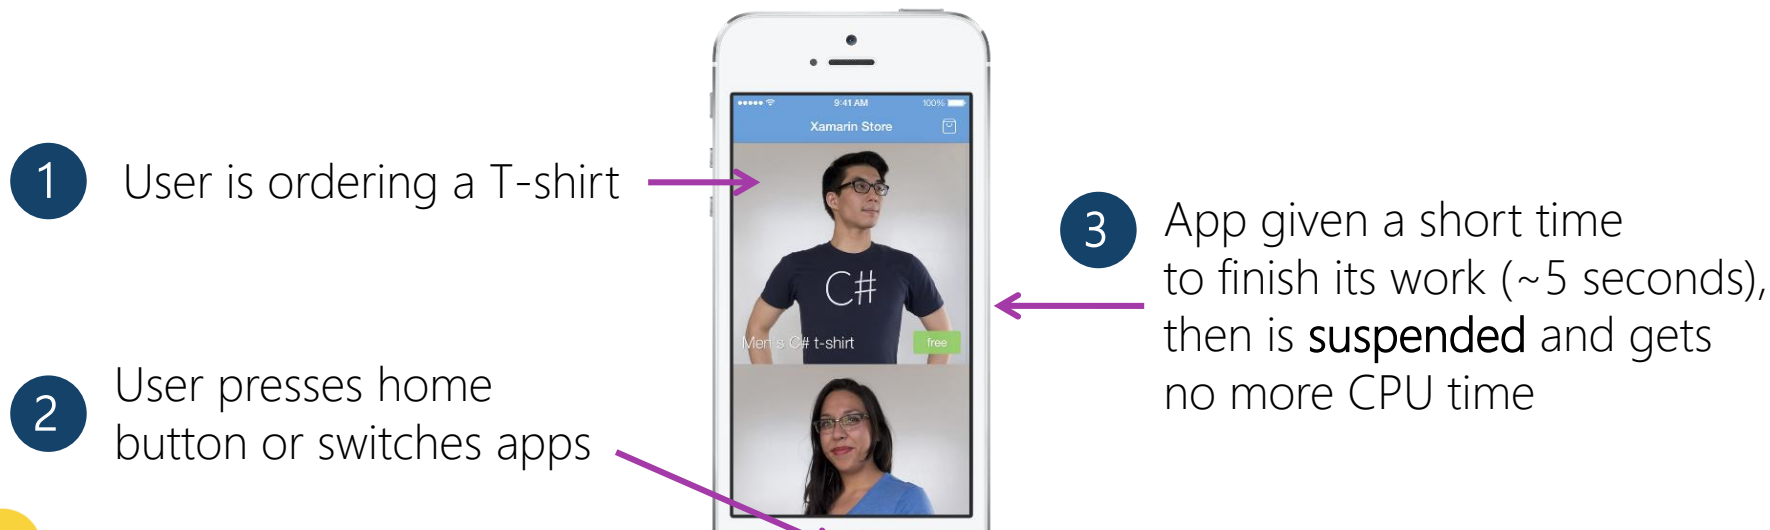 1
User is ordering a T-shirt
2
User presses home
button or switches apps
9:41 AM
100%
Xamarin Store
C#
Men's C# t-shirt
free
3
App given a short time
to finish its work (~5 seconds),
then is suspended and gets
no more CPU time